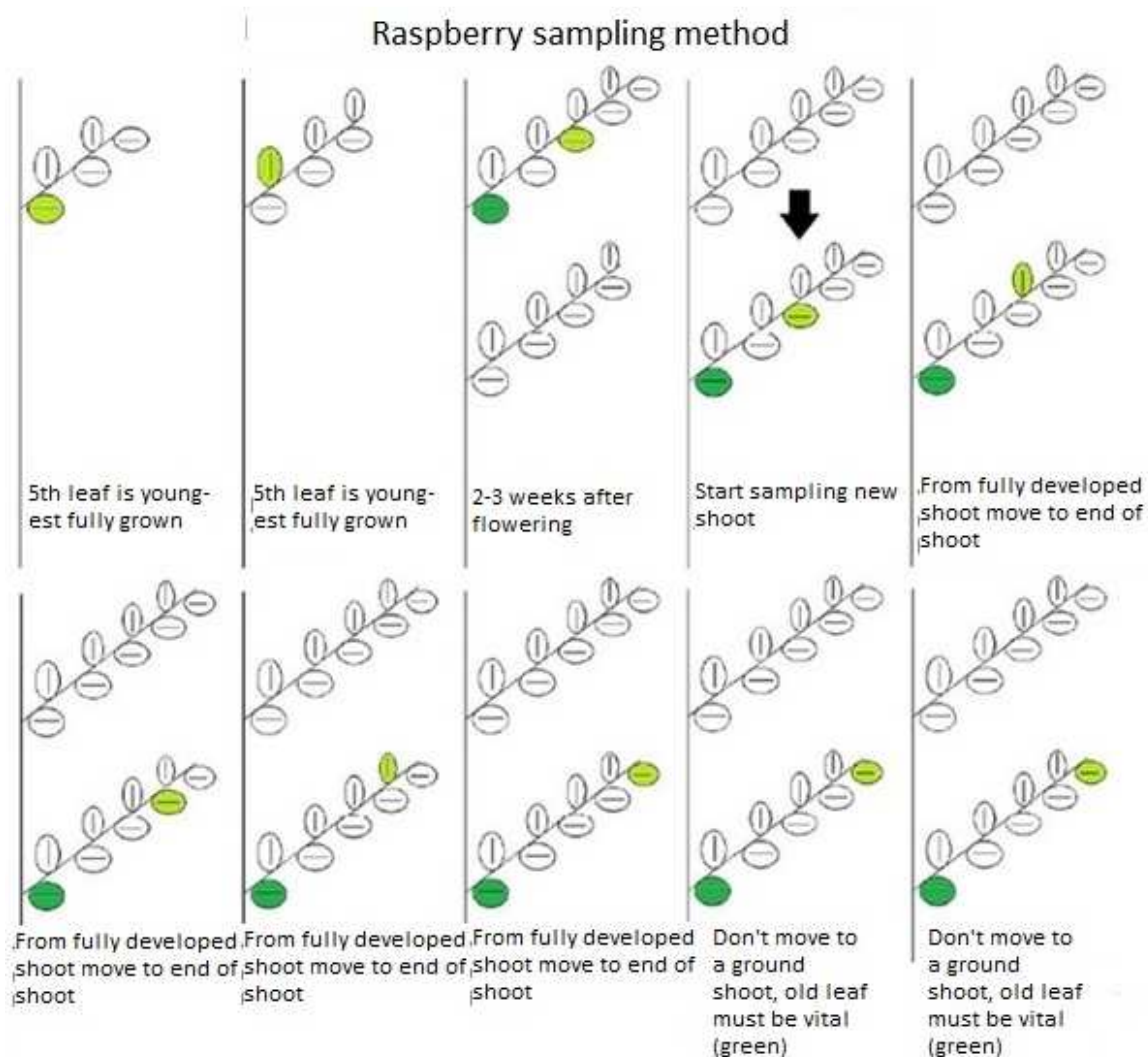 Raspberry sampling method
5th leaf is young-
est fully grown
5th leaf is young-
est fully grown
2-3 weeks after
flowering
Start sampling new
shoot
From fully developed
shoot move to end of
shoot
From fully developed
shoot move to end of
shoot
From fully developed
shoot move to end of
shoot
From fully developed
shoot move to end of
shoot
Don't move to
a ground
shoot, old leaf
must be vital
(green)
Don't move to
a ground
shoot, old leaf
must be vital
(green)